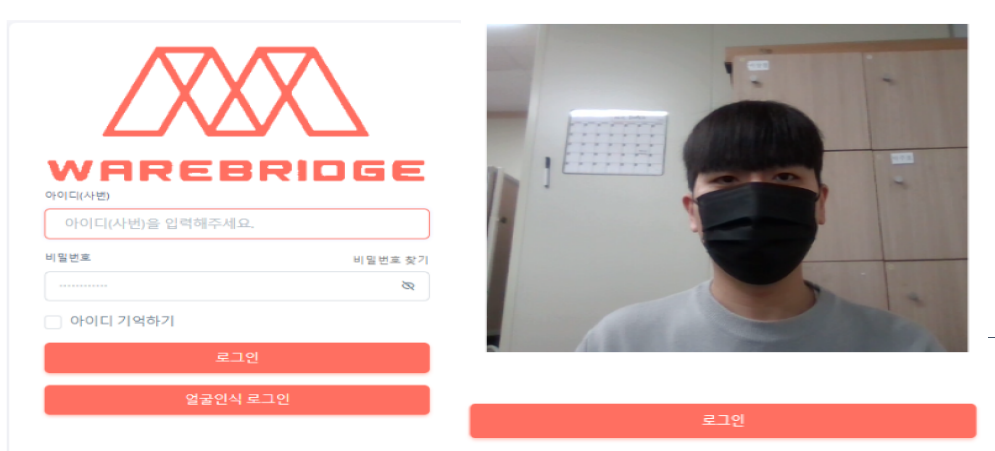 WAREBRIDGE
아이디(사번)
아이디(사번)을 입력해주세요.
비밀번호 비밀번호 찾기
아이디 기억하기
로그인
얼굴인식 로그인
로그인